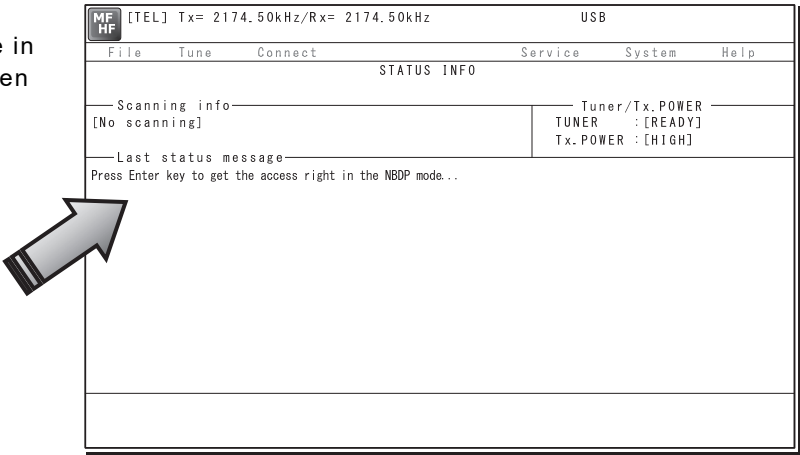 e in
en
MF
HF
[TEL] Tx= 2174.50kHz/Rx= 2174.50kHz USB
File Tune Connect Service System Help
STATUS INFO
Scanning info
[No scanning]
Tuner/Tx.POWER
TUNER :[READY]
Tx.POWER :[HIGH]
Last status message
Press Enter key to get the access right in the NBDP mode...